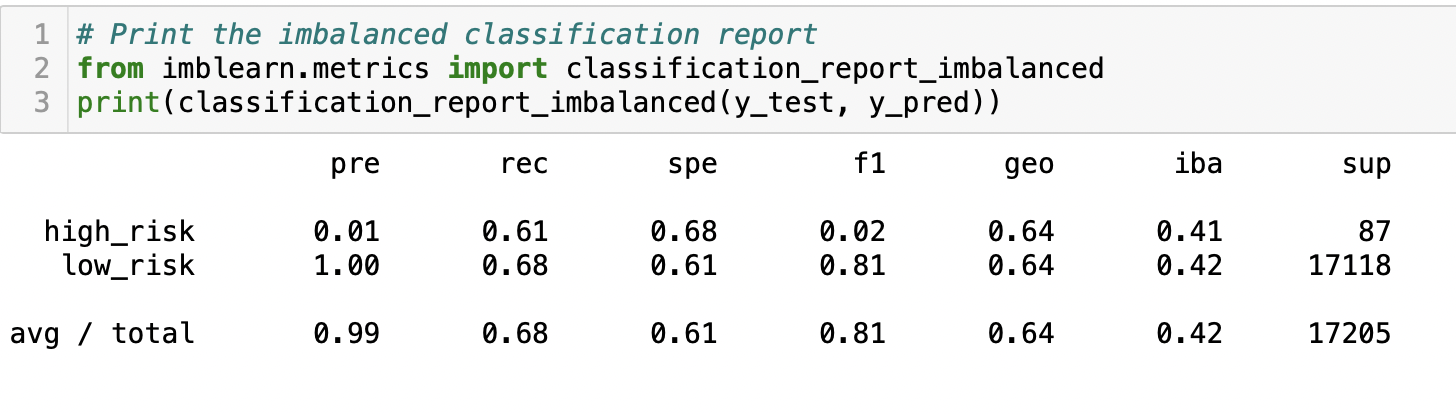 1 # Print the imbalanced classification report
2 from imblearn.metrics import classification_report_imbalanced
3 print(classification_report_imbalanced(y_test, y_pred))
pre rec spe f1 geo iba sup
high_risk 0.01 0.61 0.68 0.02 0.64 0.41 87
low_risk 1.00 0.68 0.61 0.81 0.64 0.42 17118
avg / total 0.99 0.68 0.61 0.81 0.64 0.42 17205